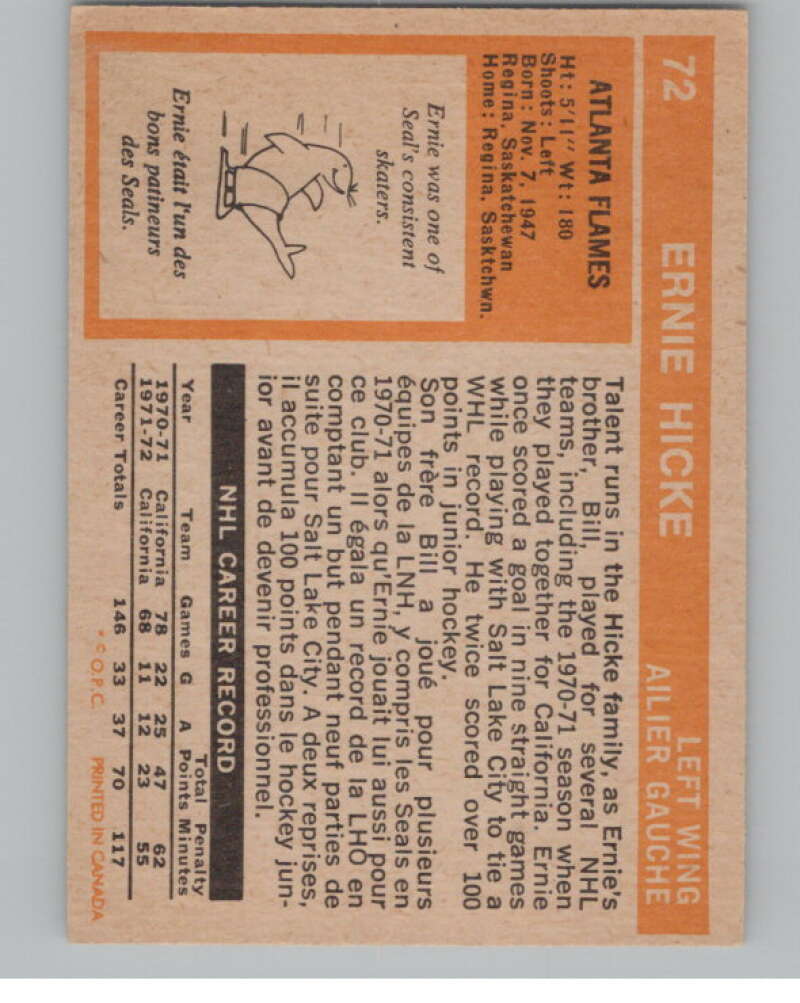 72 ERNIE HICKE LEFT WING
AILIER GAUCHE
ATLANTA FLAMES
Ht: 5'11" Wt: 180
Shoots: Left
Born: Nov. 7, 1947
Regina, Saskatchewan
Home: Regina, Sasktchwn.
Ernie was one of
Seal's consistent
skaters.
Ernie était l'un des
bons patineurs
des Seals.
Talent runs in the Hicke family, as Ernie's
brother, Bill, played for several NHL
teams, including the 1970-71 season when
they played together for California. Ernie
once scored a goal in nine straight games
while playing with Salt Lake City to tie a
WHL record. He twice scored over 100
points in junior hockey.
Son frère Bill a joué pour plusieurs
équipes de la LNH, y compris les Seals en
1970-71 alors qu'Ernie jouait lui aussi pour
ce club. Il égala un record de la LHO en
comptant un but pendant neuf parties de
suite pour Salt Lake City. A deux reprises,
il accumula 100 points dans le hockey jun-
ior avant de devenir professionnel.
NHL CAREER RECORD
Total Penalty
Year Team Games G A Points Minutes
1970-71 California 78 22 25 47 62
1971-72 California 68 11 12 23 55
Career Totals 146 33 37 70 117
* © O.P.C. PRINTED IN CANADA